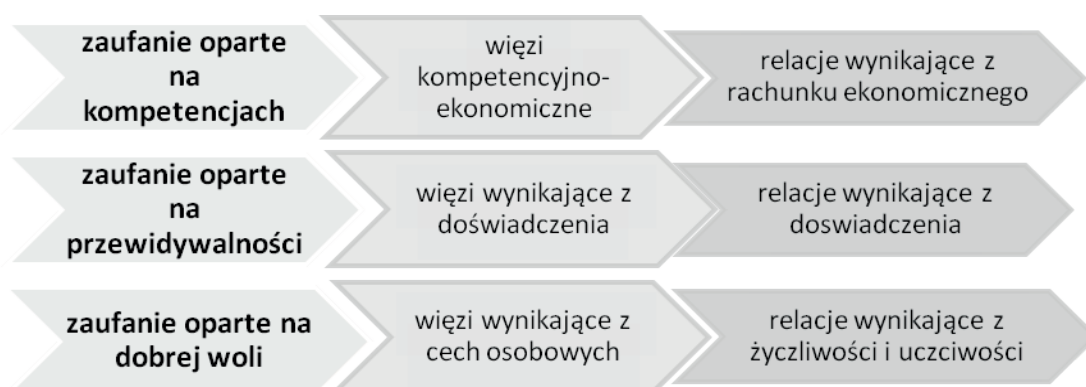 zaufanie oparte
na
kompetencjach
więzi
kompetencyjno-
ekonomiczne
relacje wynikające z
rachunku ekonomicznego
zaufanie oparte
na
przewidywalności
więzi wynikające z
doświadczenia
relacje wynikające z
doswiadczenia
zaufanie oparte na
dobrej woli
więzi wynikające z
cech osobowych
relacje wynikające z
życzliwości i uczciwości